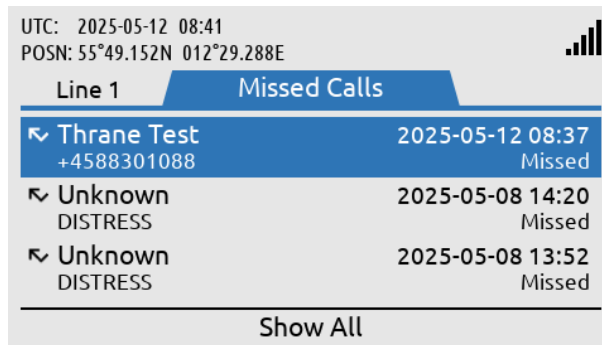 UTC: 2025-05-12 08:41
POSN: 55°49.152N 012°29.288E
Line 1 Missed Calls
Thrane Test 2025-05-12 08:37
+4588301088 Missed
Unknown 2025-05-08 14:20
DISTRESS Missed
Unknown 2025-05-08 13:52
DISTRESS Missed
Show All